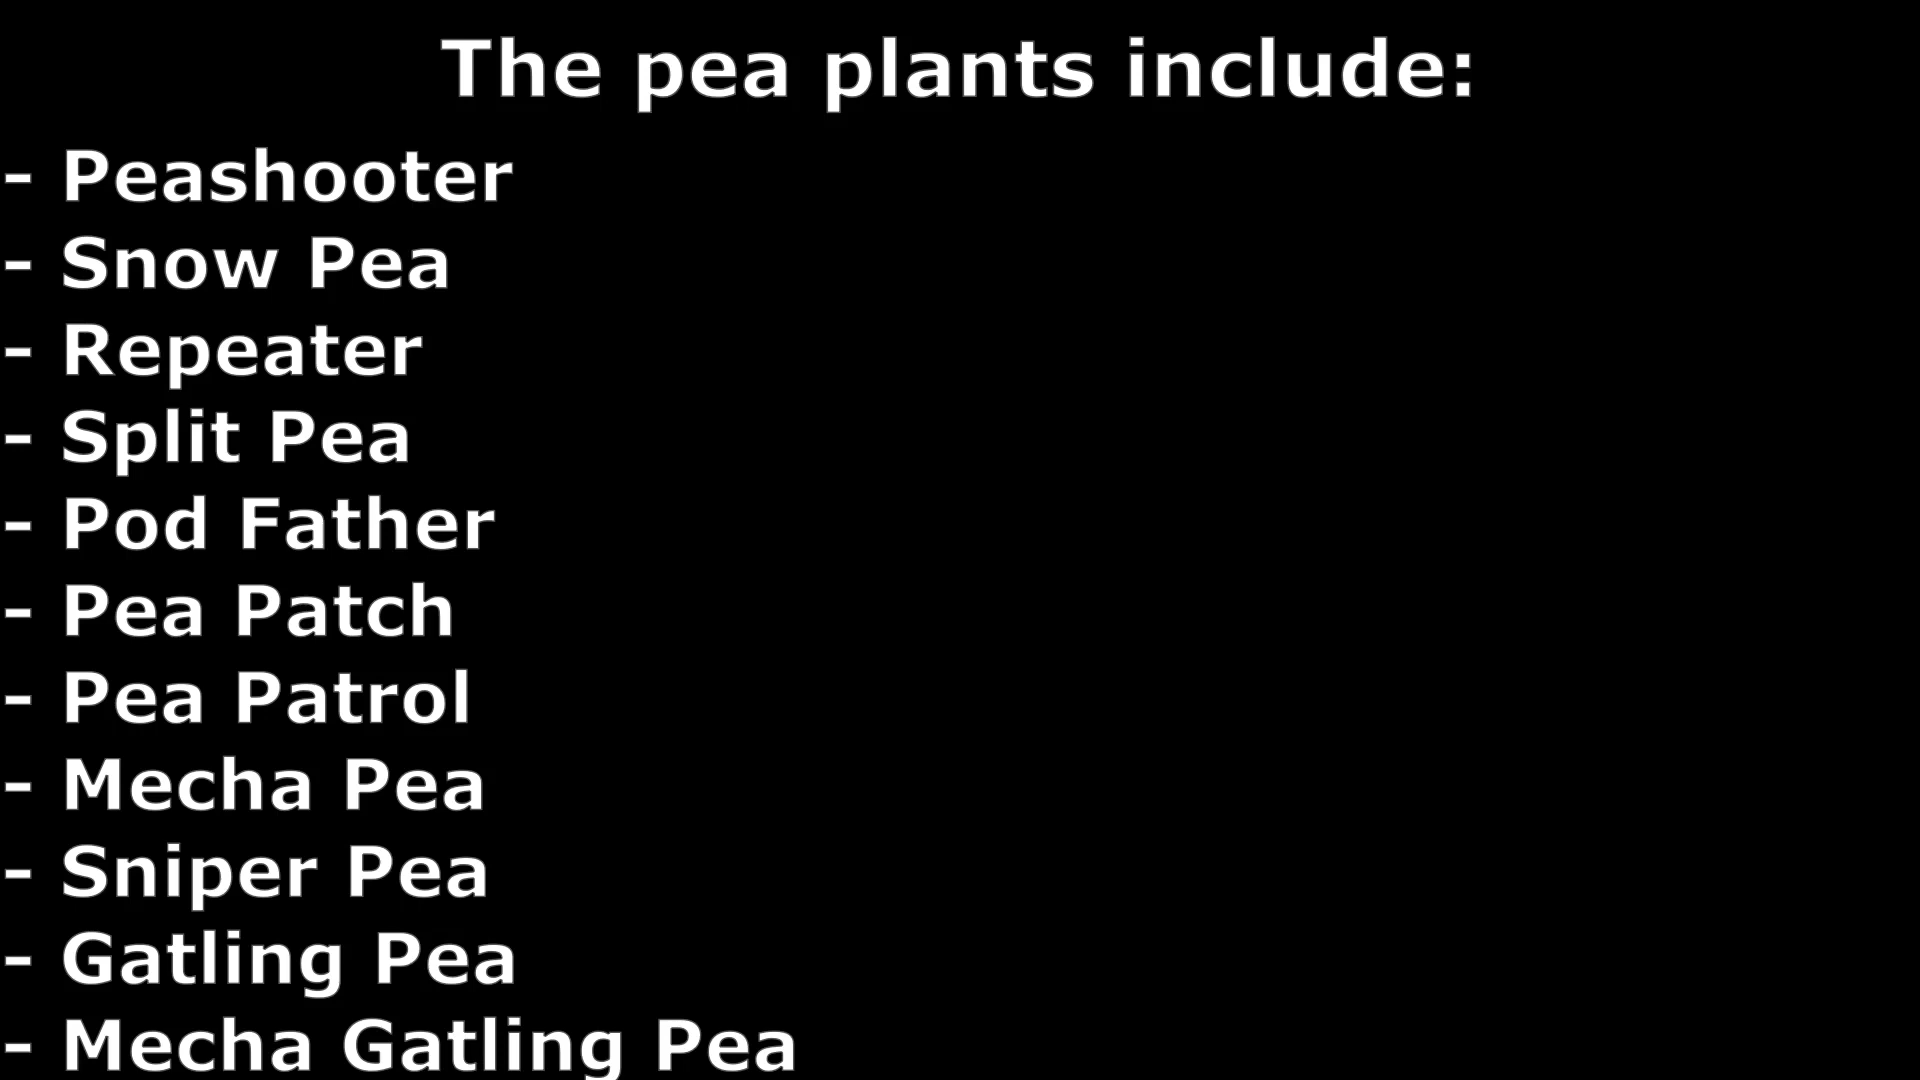 The pea plants include:
- Peashooter
- Snow Pea
- Repeater
- Split Pea
- Pod Father
- Pea Patch
- Pea Patrol
- Mecha Pea
- Sniper Pea
- Gatling Pea
- Mecha Gatling Pea